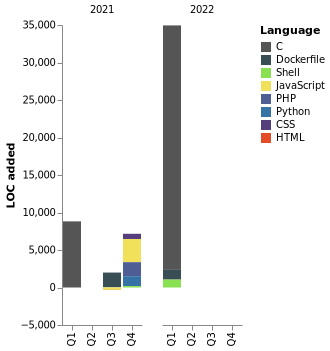 2021 2022
Language
C
Dockerfile
Shell
JavaScript
PHP
Python
CSS
HTML
LOC added
35,000
30,000
25,000
20,000
15,000
10,000
5,000
0
−5,000
Q1 Q2 Q3 Q4 Q1 Q2 Q3 Q4